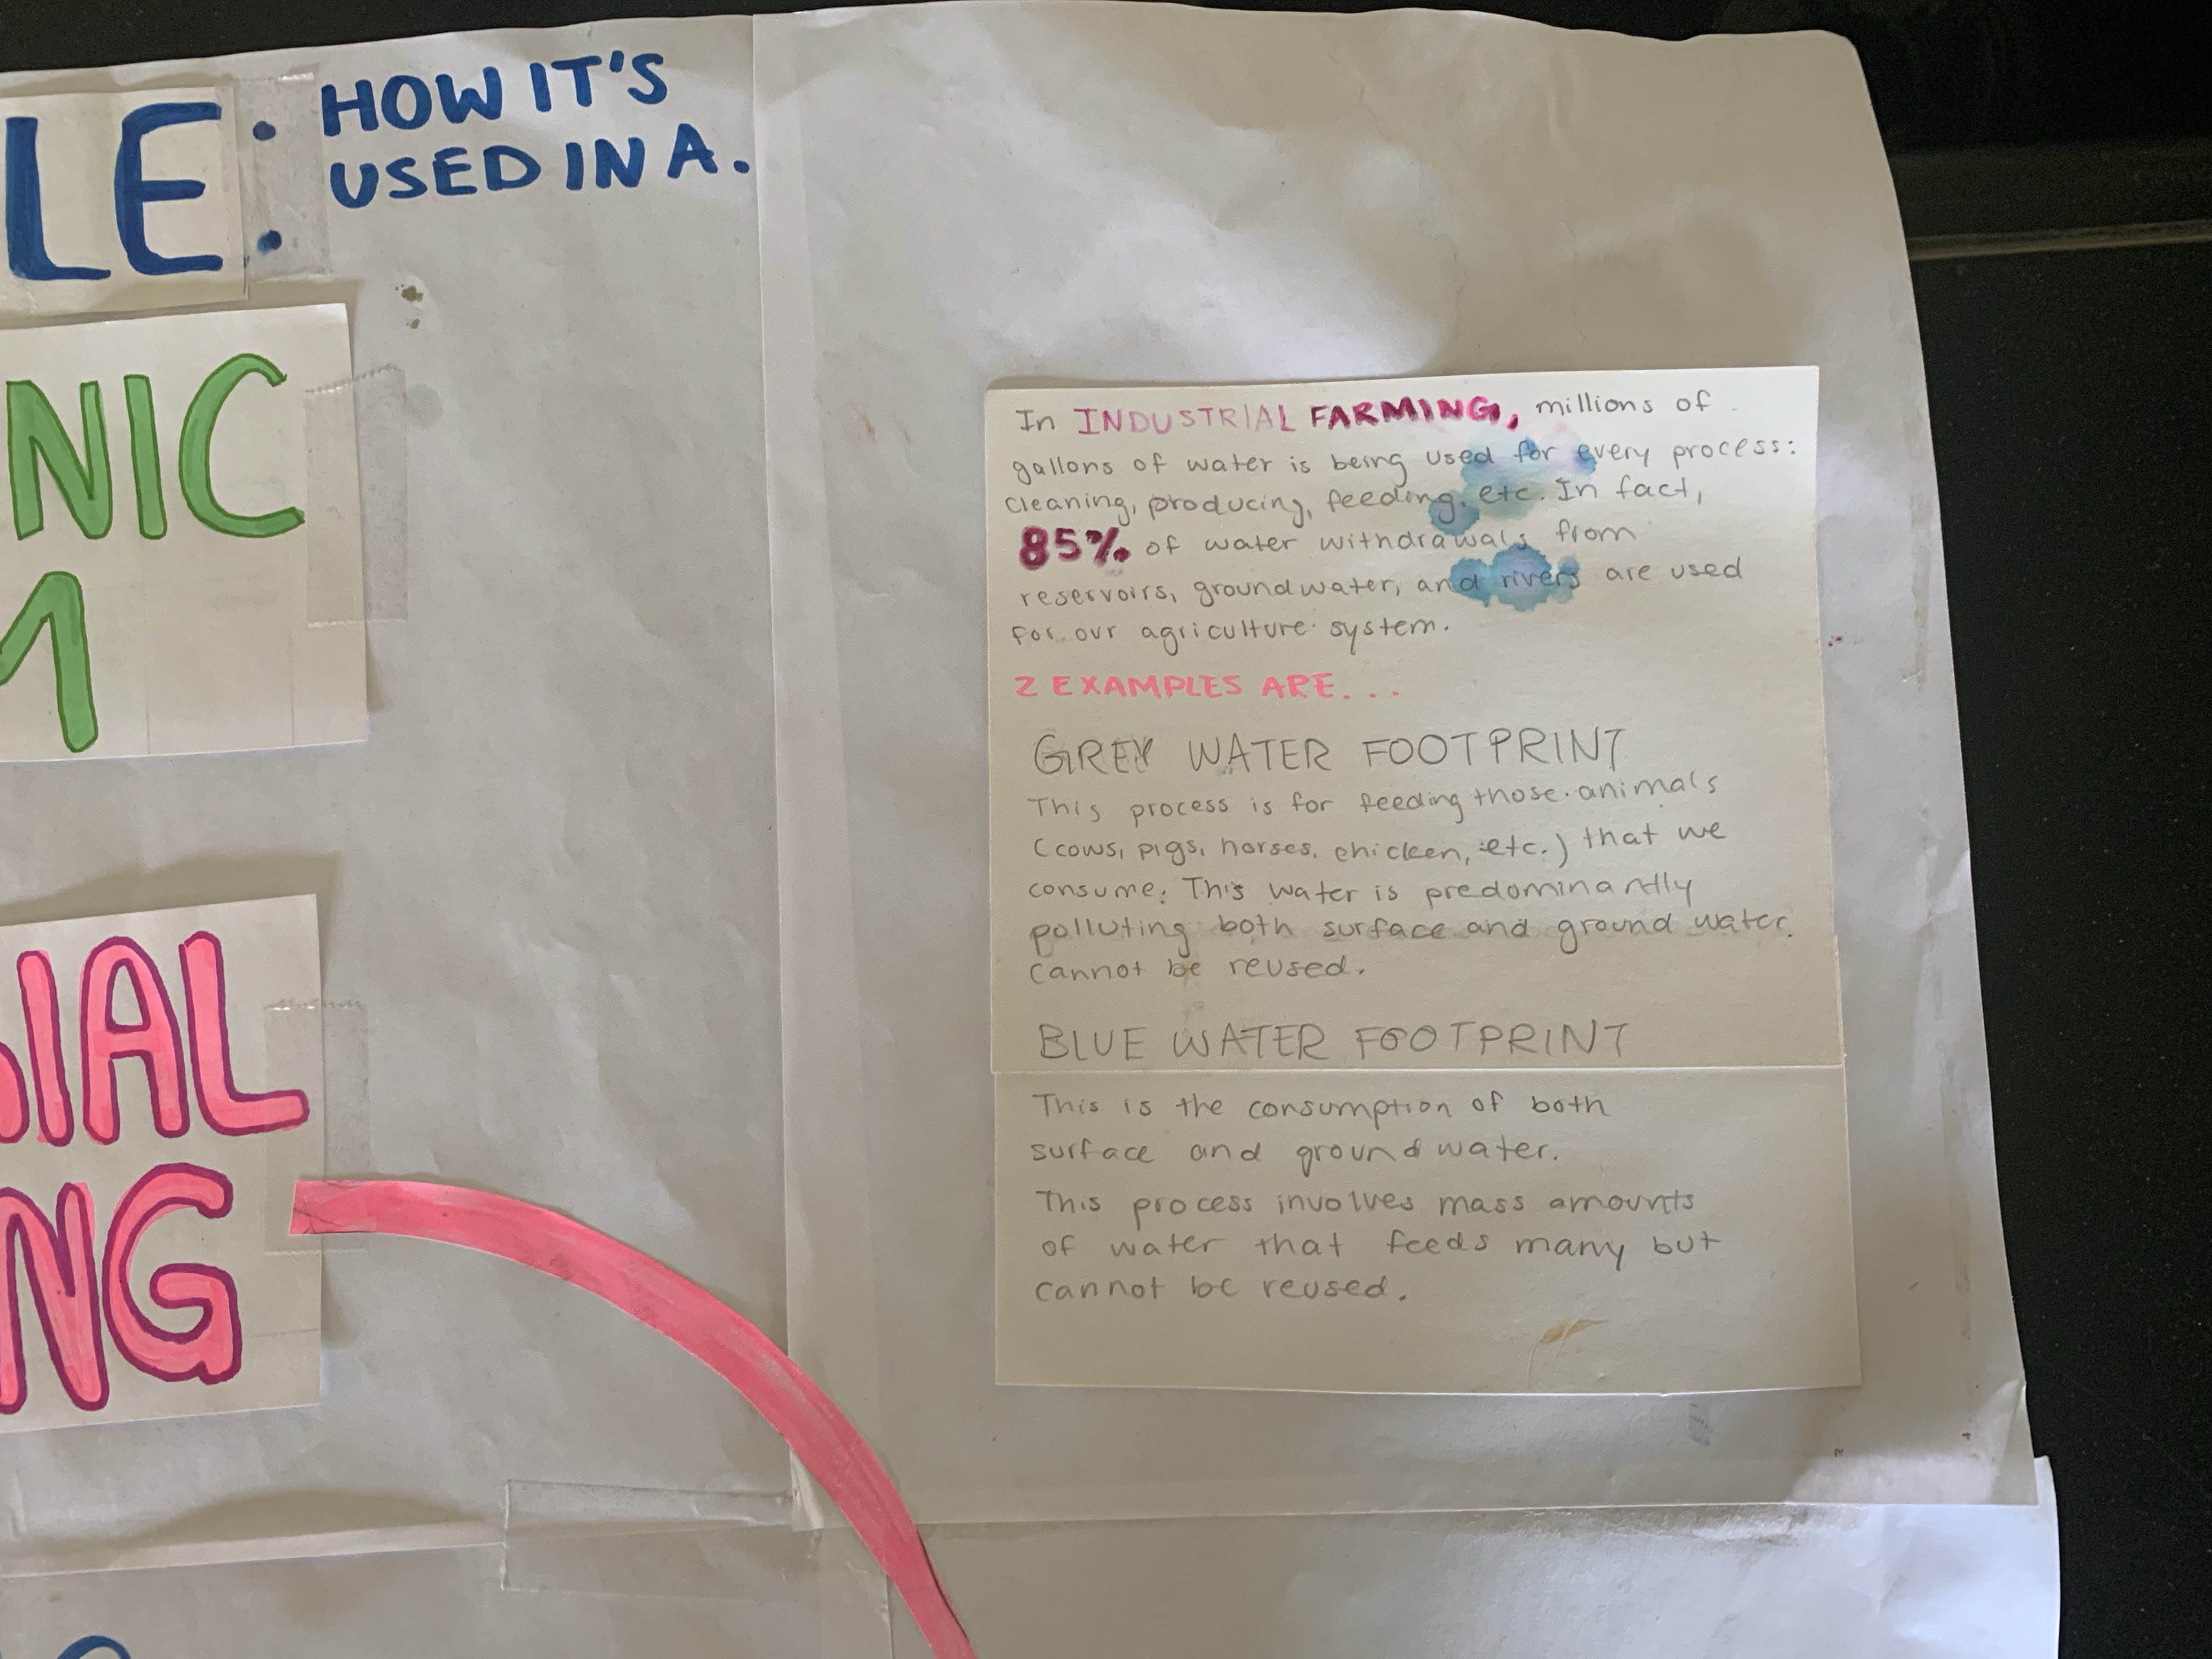 LE: HOW IT'S
USED IN A.
NIC
IAL
NG
In INDUSTRIAL FARMING, millions of
gallons of water is being used for every process:
cleaning, producing, feeding, etc. In fact,
85% of water withdrawals from
reservoirs, groundwater, and rivers are used
for our agriculture system.
2 EXAMPLES ARE...
GREY WATER FOOTPRINT
This process is for feeding those animals
(cows, pigs, horses, chicken, etc.) that we
consume. This water is predominantly
polluting both surface and ground water.
cannot be reused.
BLUE WATER FOOTPRINT
This is the consumption of both
surface and ground water.
This process involves mass amounts
of water that feeds many but
cannot be reused.